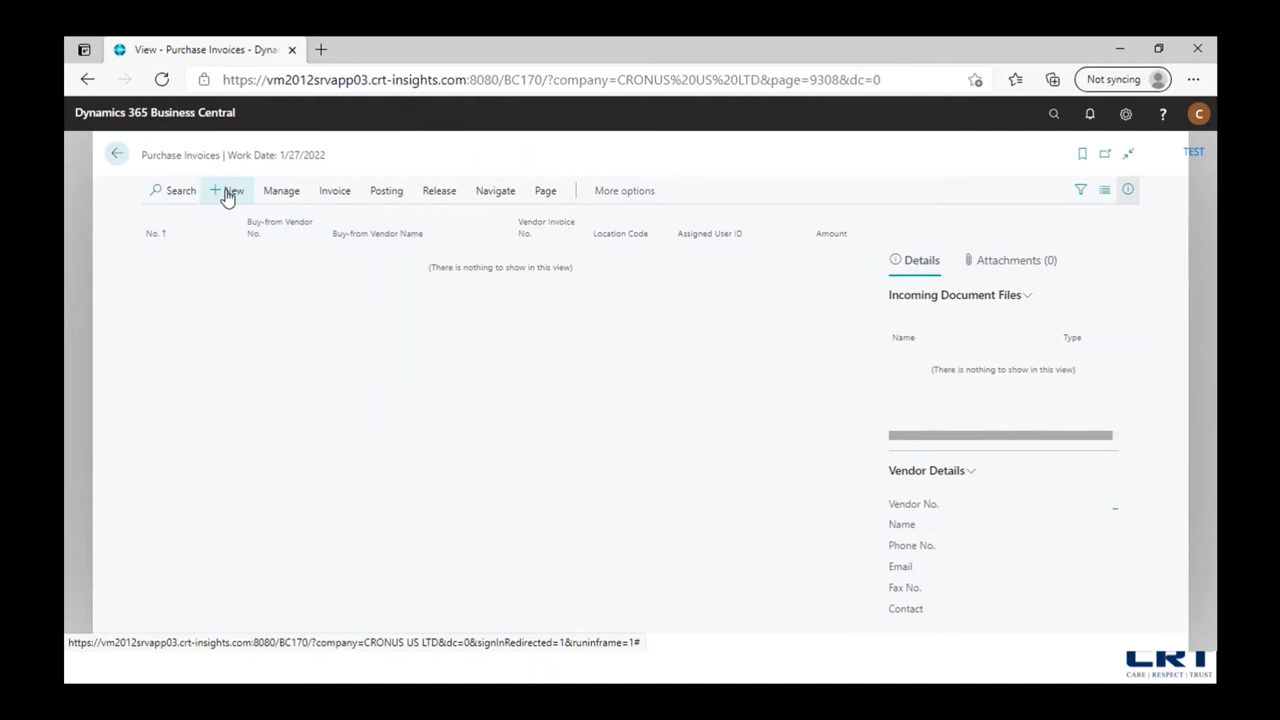 View - Purchase Invoices - Dyna
Not syncing
https://vm2012srvapp03.crt-insights.com:8080/BC170/?company=CRONUS%20US%20LTD&page=9308&dc=0
Dynamics 365 Business Central
?
C
Purchase Invoices | Work Date: 1/27/2022
TEST
Search
+ New
Manage
Invoice
Posting
Release
Navigate
Page
More options
No. ↑
Buy-from Vendor
No.
Buy-from Vendor Name
Vendor Invoice
No.
Location Code
Assigned User ID
Amount
(There is nothing to show in this view)
Details
Attachments (0)
Incoming Document Files
Name
Type
(There is nothing to show in this view)
Vendor Details
Vendor No.
Name
Phone No.
Email
Fax No.
Contact
https://vm2012srvapp03.crt-insights.com:8080/BC170/?company=CRONUS US LTD&dc=0&signInRedirected=1&runinframe=1#
CRT
CARE | RESPECT | TRUST